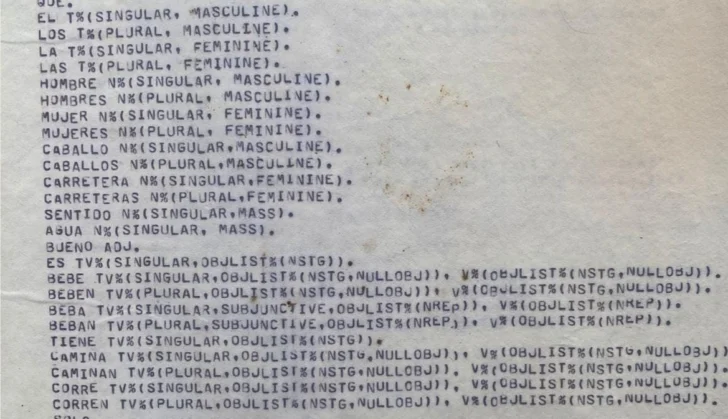 QUE.
EL T%(SINGULAR, MASCULINE).
LOS T%(PLURAL, MASCULINE).
LA T%(SINGULAR, FEMININE).
LAS T%(PLURAL, FEMININE).
HOMBRE N%(SINGULAR, MASCULINE).
HOMBRES N%(PLURAL, MASCULINE).
MUJER N%(SINGULAR, FEMININE).
MUJERES N%(PLURAL, FEMININE).
CABALLO N%(SINGULAR,MASCULINE).
CABALLOS N%(PLURAL,MASCULINE).
CARRETERA N%(SINGULAR,FEMININE).
CARRETERAS N%(PLURAL,FEMININE).
SENTIDO N%(SINGULAR,MASS).
AGUA N%(SINGULAR, MASS).
BUENO ADJ.
ES TV%(SINGULAR,OBJLIST%(NSTG)).
BEBE TV%(SINGULAR,OBJLIST%(NSTG,NULLOBJ)), V%(OBJLIST%(NSTG,NULLOBJ)).
BEBEN TV%(PLURAL,OBJLIST%(NSTG,NULLOBJ)), V%(OBJLIST%(NSTG,NULLOBJ)).
BEBA TV%(SINGULAR,SUBJUNCTIVE,OBJLIST%(NREP)), V%(OBJLIST%(NREP)).
BEBAN TV%(PLURAL,SUBJUNCTIVE,OBJLIST%(NREP)), V%(OBJLIST%(NREP)).
TIENE TV%(SINGULAR,OBJLIST%(NSTG)).
CAMINA TV%(SINGULAR,OBJLIST%(NSTG,NULLOBJ)), V%(OBJLIST%(NSTG,NULLOBJ))
CAMINAN TV%(PLURAL,OBJLIST%(NSTG,NULLOBJ)), V%(OBJLIST%(NSTG,NULLOBJ)).
CORRE TV%(SINGULAR,OBJLIST%(NSTG,NULLOBJ)), V%(OBJLIST%(NSTG,NULLOBJ)).
CORREN TV%(PLURAL,OBJLIST%(NSTG,NULLOBJ)), V%(OBJLIST%(NSTG,NULLOBJ)).